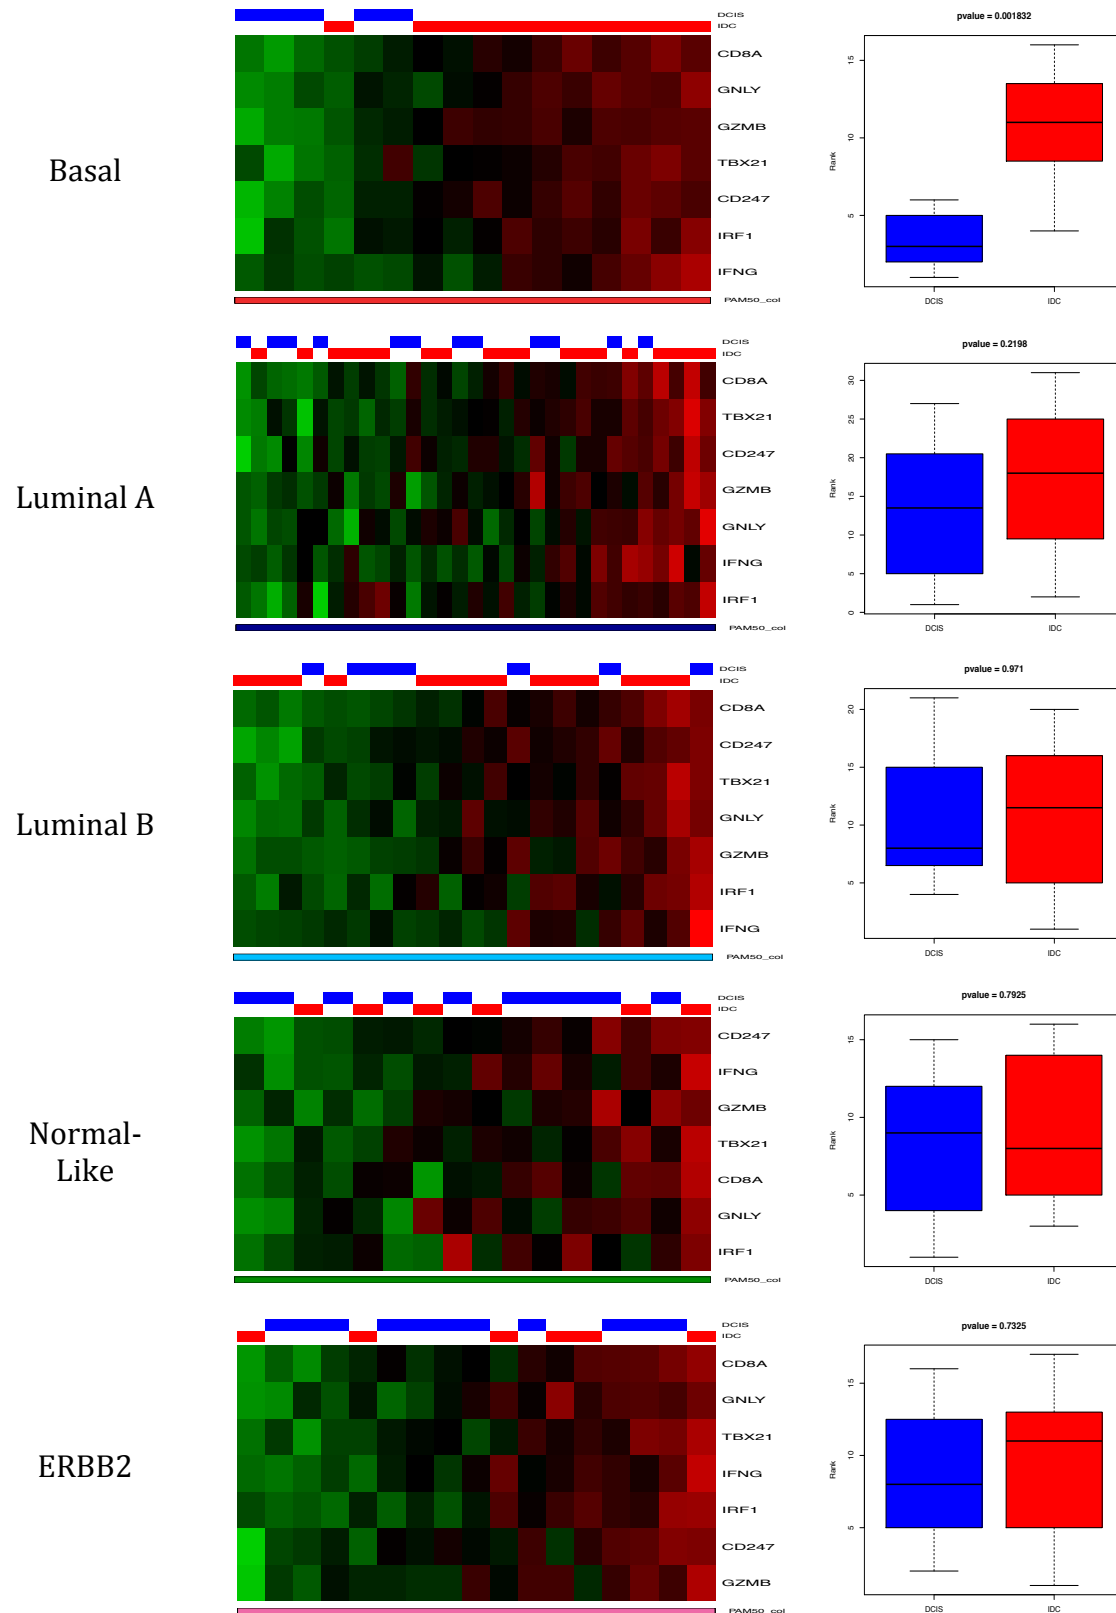 DCIS
IDC
CD8A
GNLY
GZMB
TBX21
CD247
IRF1
IFNG
PAM50_col
Basal
pvalue = 0.001832
Rank
15
10
5
DCIS IDC
DCIS
IDC
CD8A
TBX21
CD247
GZMB
GNLY
IFNG
IRF1
PAM50_col
Luminal A
pvalue = 0.2198
Rank
30
25
20
15
10
5
0
DCIS IDC
DCIS
IDC
CD8A
CD247
TBX21
GNLY
GZMB
IRF1
IFNG
PAM50_col
Luminal B
pvalue = 0.971
Rank
20
15
10
5
DCIS IDC
DCIS
IDC
CD247
IFNG
GZMB
TBX21
CD8A
GNLY
IRF1
PAM50_col
Normal-
Like
pvalue = 0.7925
Rank
15
10
5
DCIS IDC
DCIS
IDC
CD8A
GNLY
TBX21
IFNG
IRF1
CD247
GZMB
PAM50_col
ERBB2
pvalue = 0.7325
Rank
15
10
5
DCIS IDC